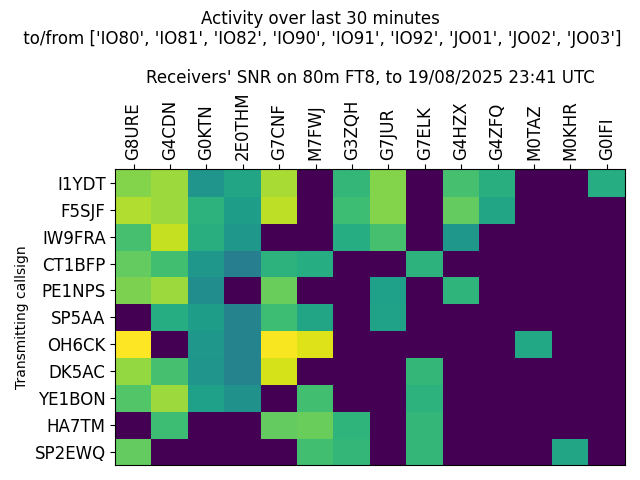 Activity over last 30 minutes
to/from ['IO80', 'IO81', 'IO82', 'IO90', 'IO91', 'IO92', 'JO01', 'JO02', 'JO03']
Receivers' SNR on 80m FT8, to 19/08/2025 23:41 UTC
G8URE
G4CDN
G0KTN
2E0THM
G7CNF
M7FWJ
G3ZQH
G7JUR
G7ELK
G4HZX
G4ZFQ
M0TAZ
M0KHR
G0IFI
Transmitting callsign
I1YDT
F5SJF
IW9FRA
CT1BFP
PE1NPS
SP5AA
OH6CK
DK5AC
YE1BON
HA7TM
SP2EWQ